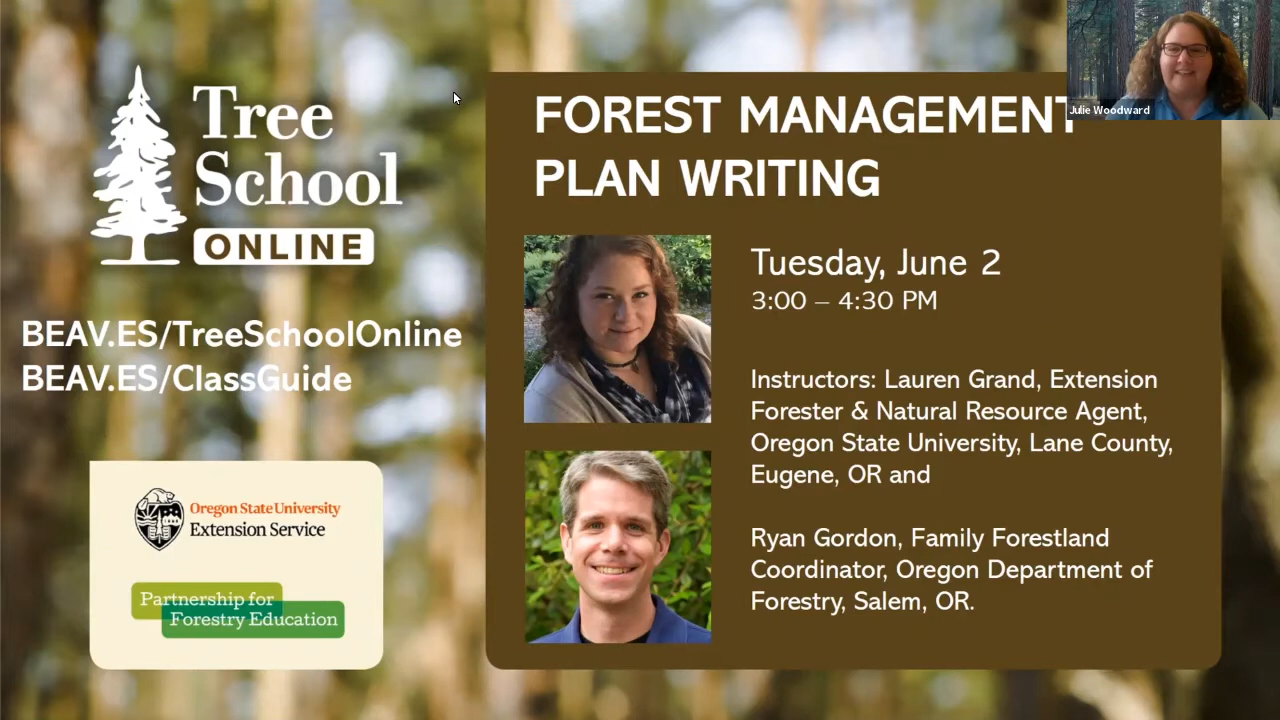 Tree
School
ONLINE
BEAV.ES/TreeSchoolOnline
BEAV.ES/ClassGuide
Oregon State University
Extension Service
Partnership for
Forestry Education
FOREST MANAGEMENT
PLAN WRITING
Tuesday, June 2
3:00 – 4:30 PM
Instructors: Lauren Grand, Extension
Forester & Natural Resource Agent,
Oregon State University, Lane County,
Eugene, OR and
Ryan Gordon, Family Forestland
Coordinator, Oregon Department of
Forestry, Salem, OR.
Julie Woodward